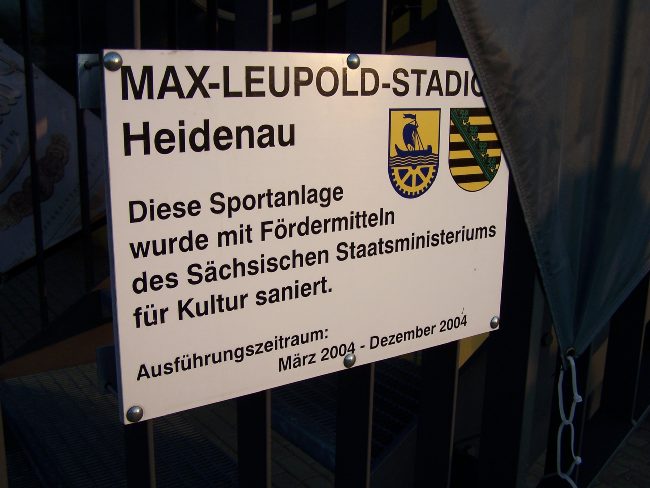 MAX-LEUPOLD-STADIO
Heidenau
Diese Sportanlage
wurde mit Fördermitteln
des Sächsischen Staatsministeriums
für Kultur saniert.
Ausführungszeitraum:
März 2004 - Dezember 2004